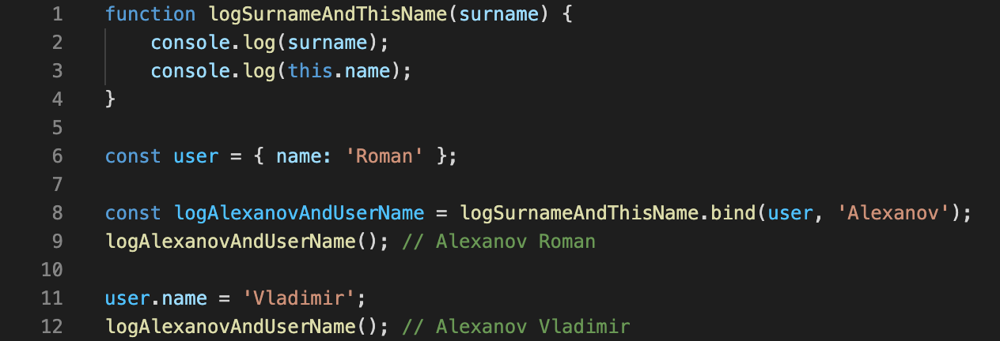 1 function logSurnameAndThisName(surname) {
2 console.log(surname);
3 console.log(this.name);
4 }
5
6 const user = { name: 'Roman' };
7
8 const logAlexanovAndUserName = logSurnameAndThisName.bind(user, 'Alexanov');
9 logAlexanovAndUserName(); // Alexanov Roman
10
11 user.name = 'Vladimir';
12 logAlexanovAndUserName(); // Alexanov Vladimir